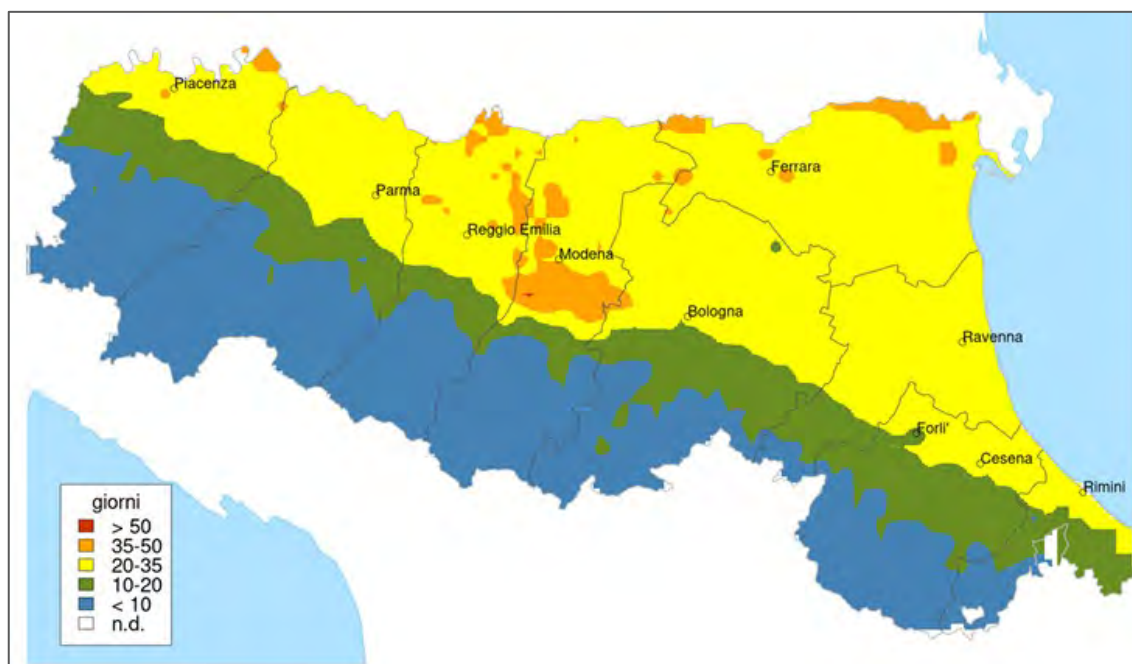 Piacenza
Parma
Reggio Emilia
Modena
Ferrara
Bologna
Ravenna
Forli'
Cesena
Rimini
giorni
> 50
35-50
20-35
10-20
< 10
n.d.